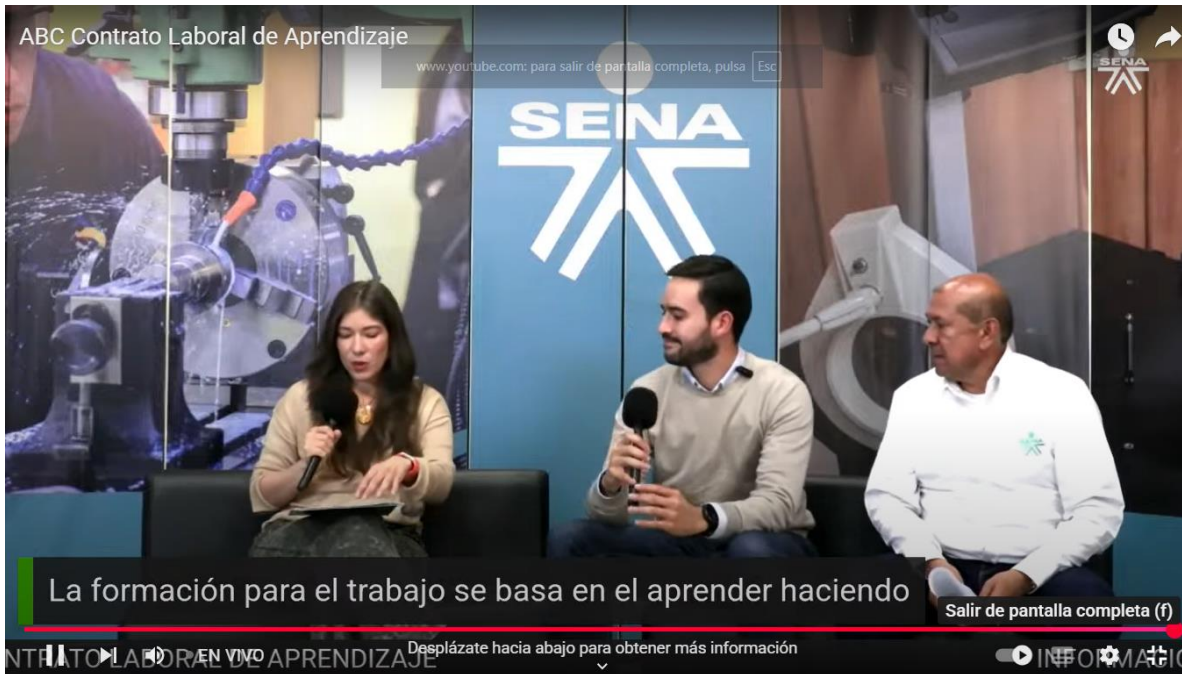 ABC Contrato Laboral de Aprendizaje
www.youtube.com: para salir de pantalla completa, pulsa Esc
SENA
SENA
La formación para el trabajo se basa en el aprender haciendo
Salir de pantalla completa (f)
EN VIVO
Desplázate hacia abajo para obtener más información
NTRATO LABORAL DE APRENDIZAJE
INFORMACIÓ